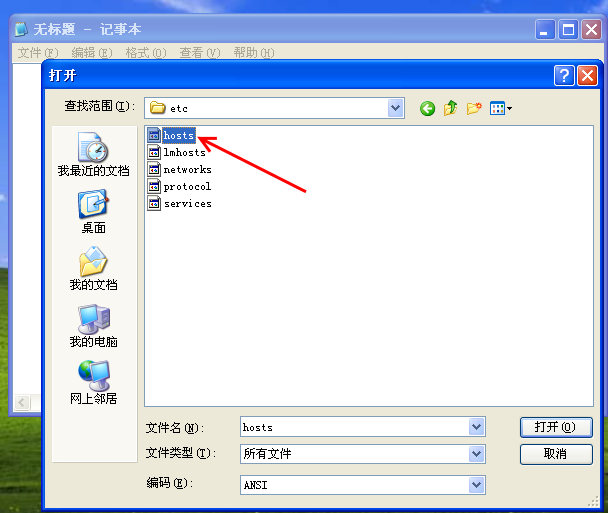 无标题 - 记事本
文件(F) 编辑(E) 格式(O) 查看(V) 帮助(H)
打开
查找范围(I): etc
hosts
lmhosts
networks
protocol
services
我最近的文档
桌面
我的文档
我的电脑
网上邻居
文件名(N): hosts 打开(O)
文件类型(T): 所有文件 取消
编码(E): ANSI